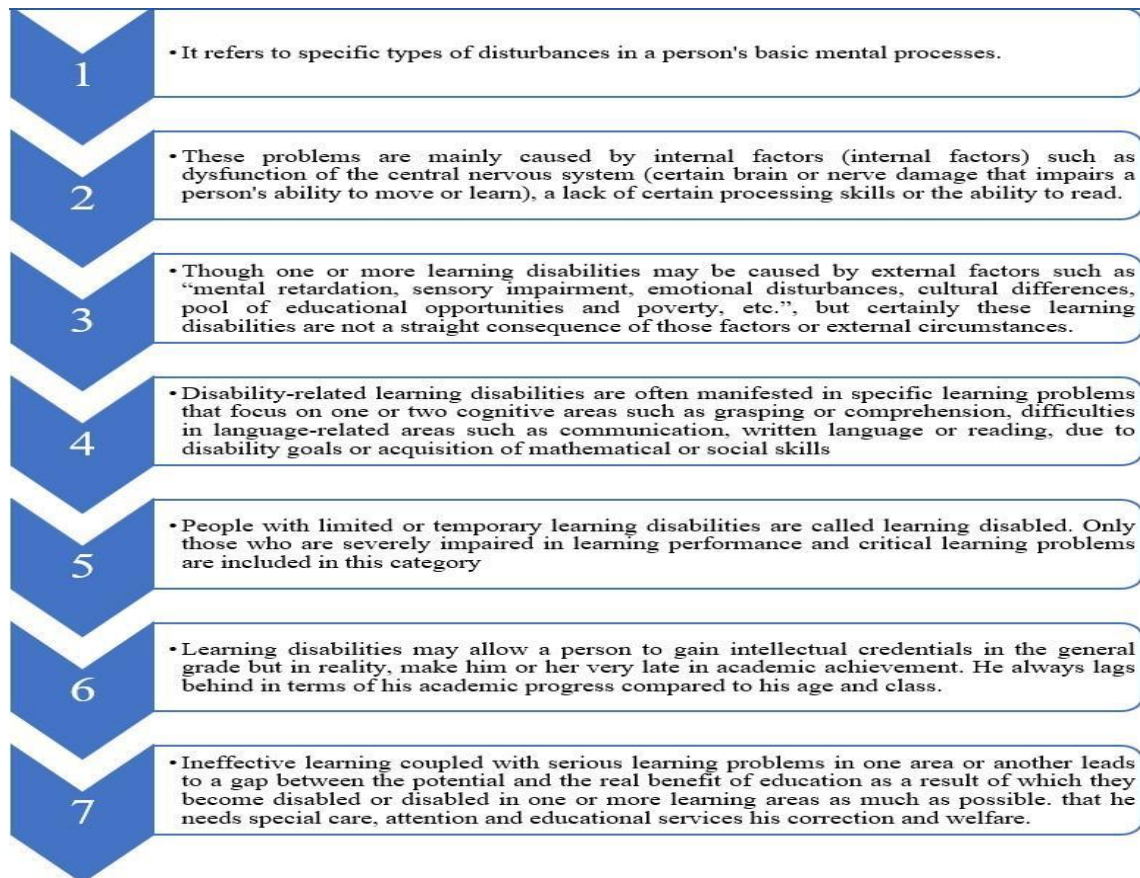 1
• It refers to specific types of disturbances in a person's basic mental processes.
2
• These problems are mainly caused by internal factors (internal factors) such as
dysfunction of the central nervous system (certain brain or nerve damage that impairs a
person's ability to move or learn), a lack of certain processing skills or the ability to read.
3
• Though one or more learning disabilities may be caused by external factors such as
“mental retardation, sensory impairment, emotional disturbances, cultural differences,
pool of educational opportunities and poverty, etc.”, but certainly these learning
disabilities are not a straight consequence of those factors or external circumstances.
4
• Disability-related learning disabilities are often manifested in specific learning problems
that focus on one or two cognitive areas such as grasping or comprehension, difficulties
in language-related areas such as communication, written language or reading, due to
disability goals or acquisition of mathematical or social skills
5
• People with limited or temporary learning disabilities are called learning disabled. Only
those who are severely impaired in learning performance and critical learning problems
are included in this category
6
• Learning disabilities may allow a person to gain intellectual credentials in the general
grade but in reality, make him or her very late in academic achievement. He always lags
behind in terms of his academic progress compared to his age and class.
7
• Ineffective learning coupled with serious learning problems in one area or another leads
to a gap between the potential and the real benefit of education as a result of which they
become disabled or disabled in one or more learning areas as much as possible. that he
needs special care, attention and educational services his correction and welfare.